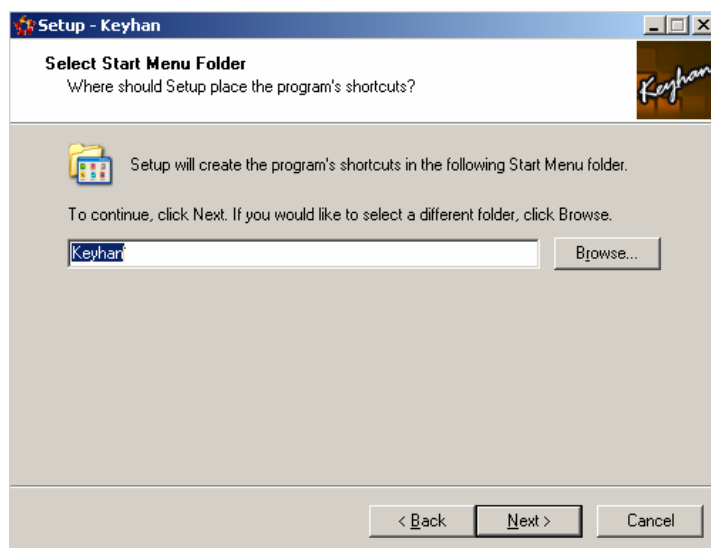 Setup - Keyhan
Select Start Menu Folder
Where should Setup place the program's shortcuts?
Keyhan
Setup will create the program's shortcuts in the following Start Menu folder.
To continue, click Next. If you would like to select a different folder, click Browse.
Keyhan
Browse...
< Back
Next >
Cancel